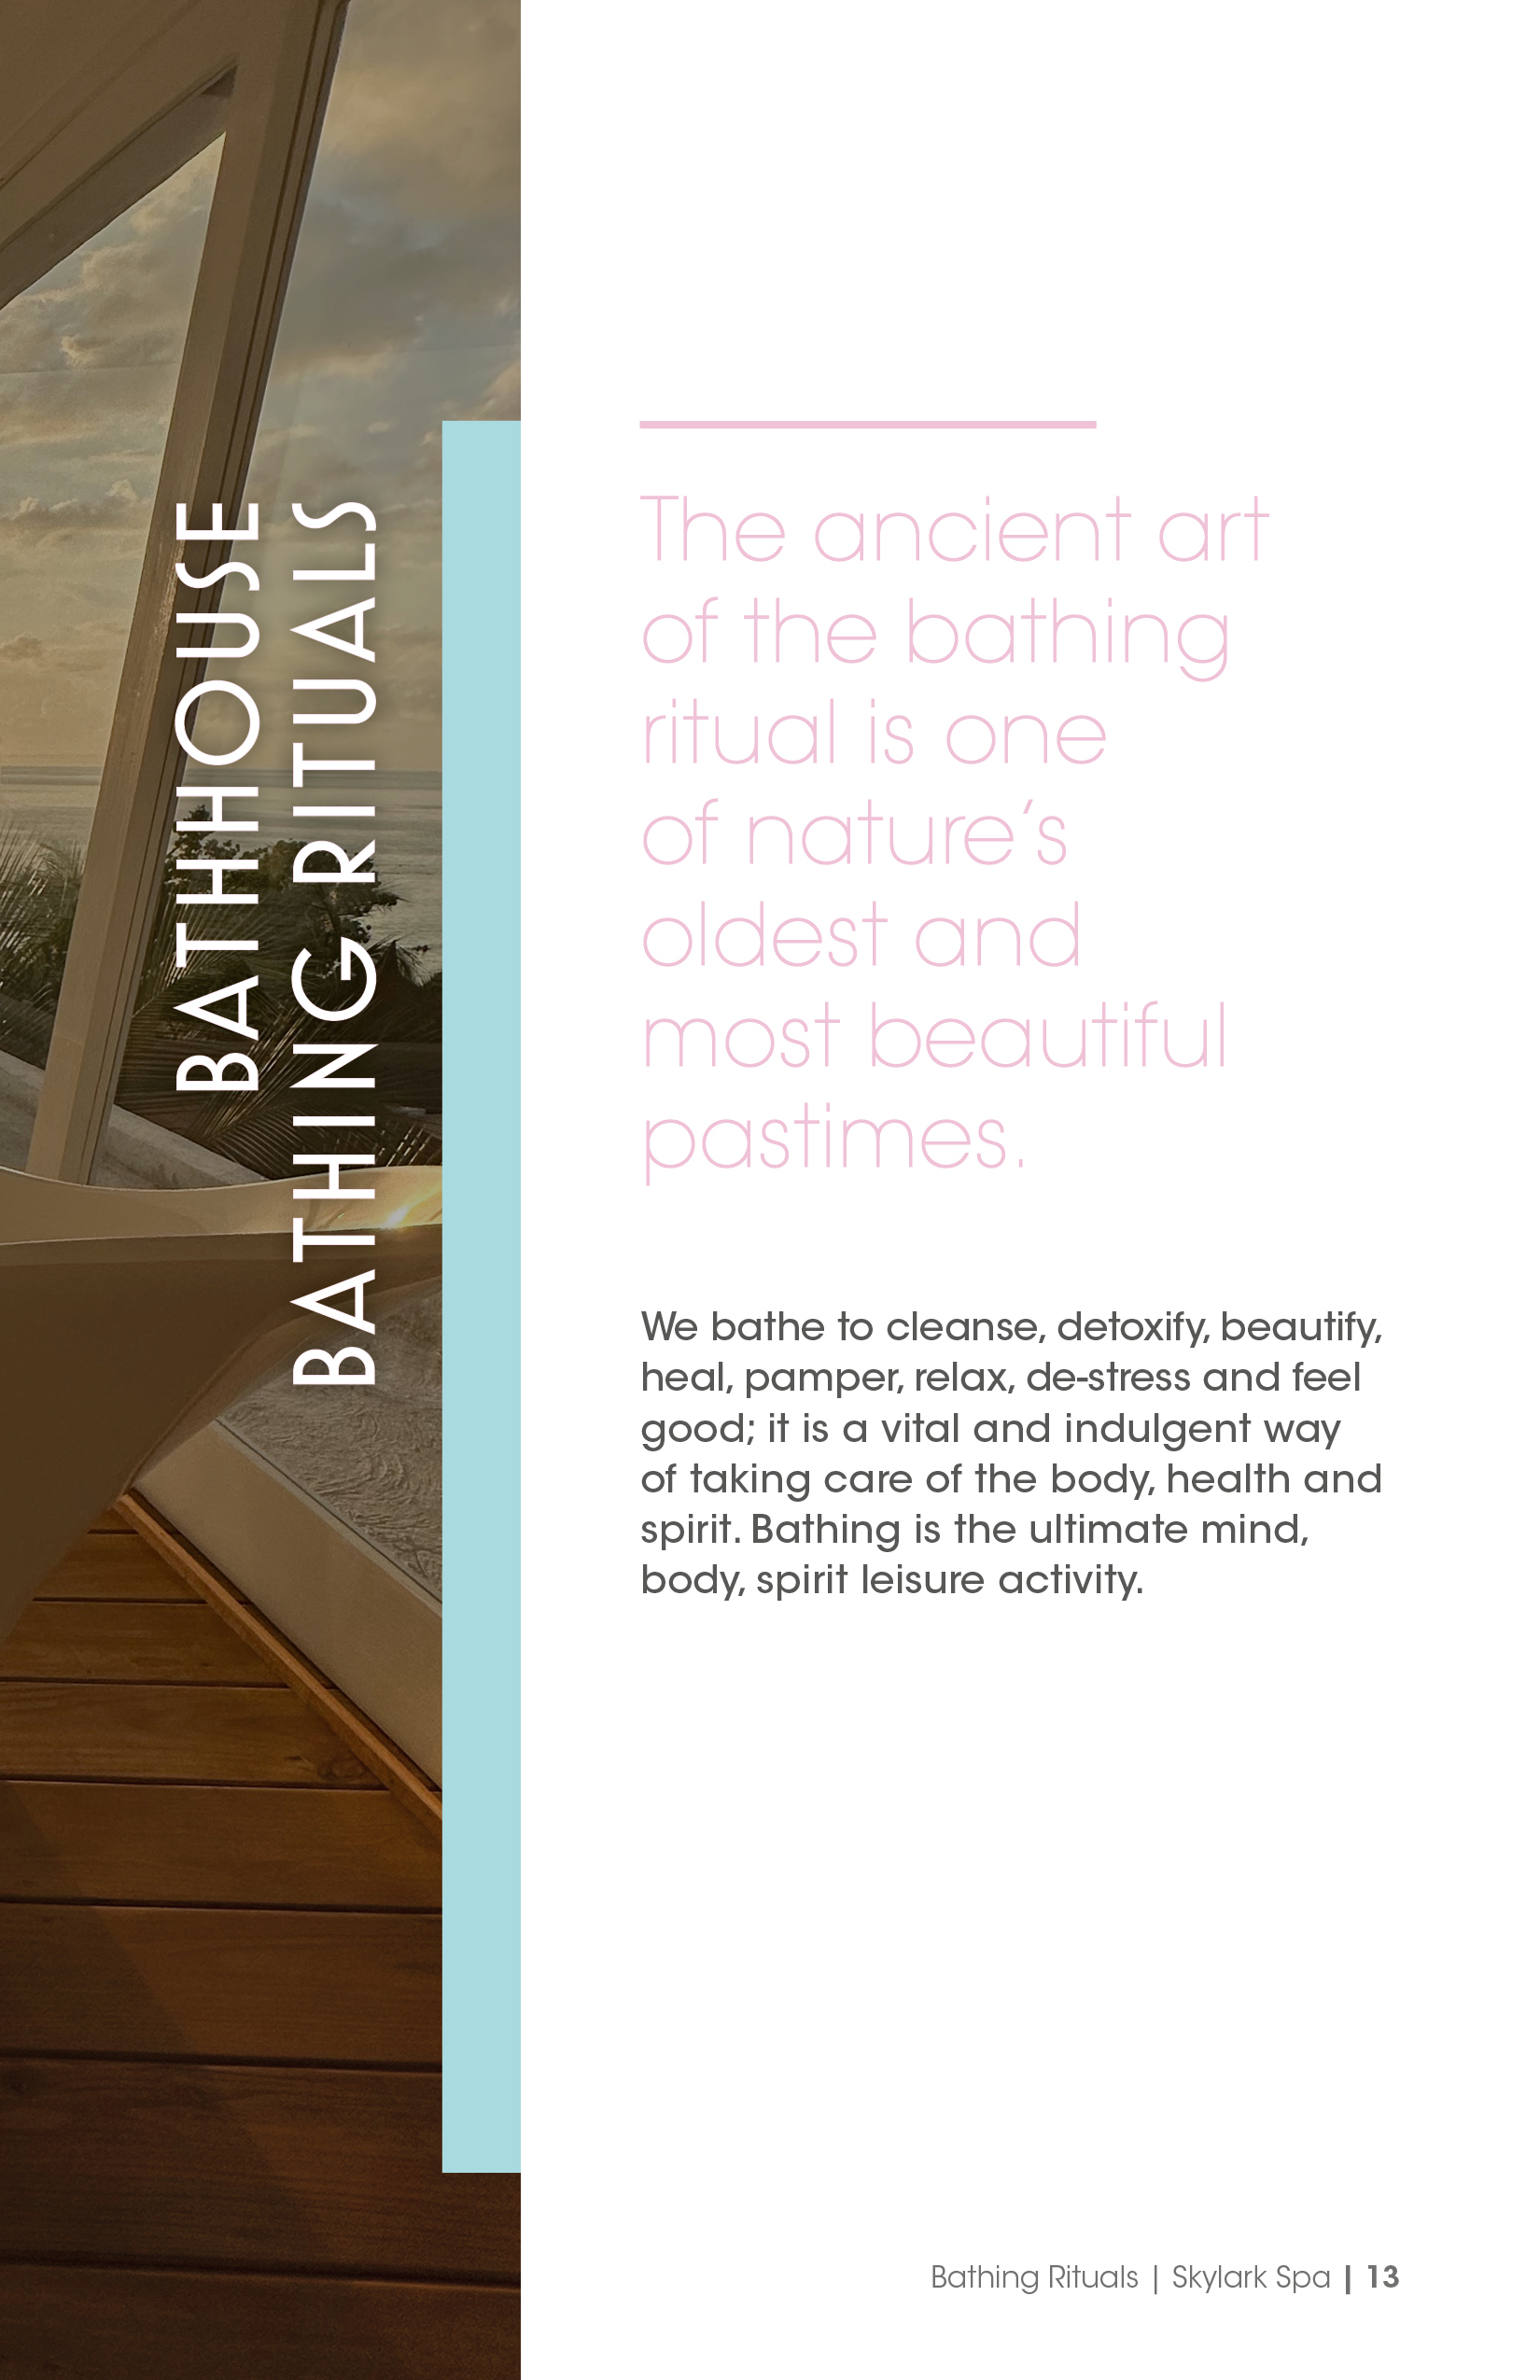 BATHHOUSE
BATHING RITUALS
The ancient art
of the bathing
ritual is one
of nature’s
oldest and
most beautiful
pastimes.
We bathe to cleanse, detoxify, beautify,
heal, pamper, relax, de-stress and feel
good; it is a vital and indulgent way
of taking care of the body, health and
spirit. Bathing is the ultimate mind,
body, spirit leisure activity.
Bathing Rituals | Skylark Spa | 13